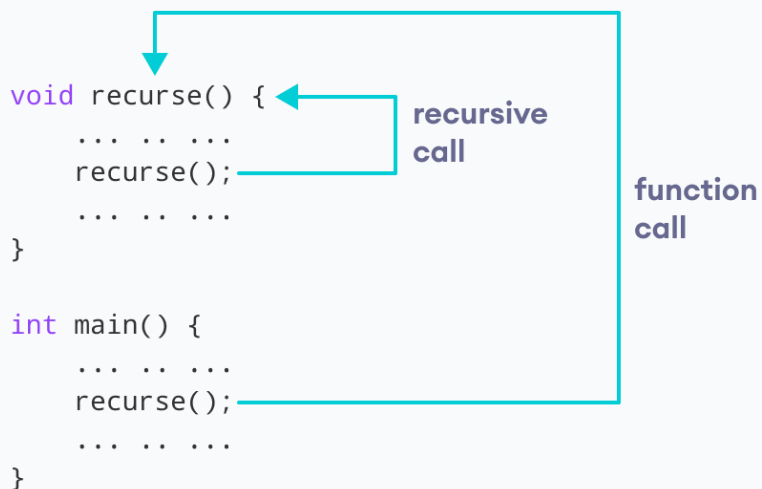 void recurse() {
... .. ...
recurse();
... .. ...
}
recursive
call
function
call
int main() {
... .. ...
recurse();
... .. ...
}